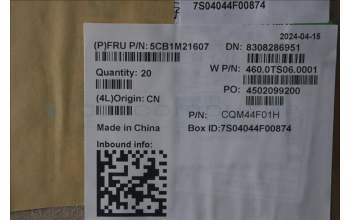 7S04044F00874
2024-04-15
(P)FRU P/N: 5CB1M21607 DN: 8308286951
Quantity: 20 W P/N: 460.0TS06.0001
(4L)Origin: CN PO: 4502099200
P/N: CQM44F01H
Made in China Box ID:7S04044F00874
Inbound info: